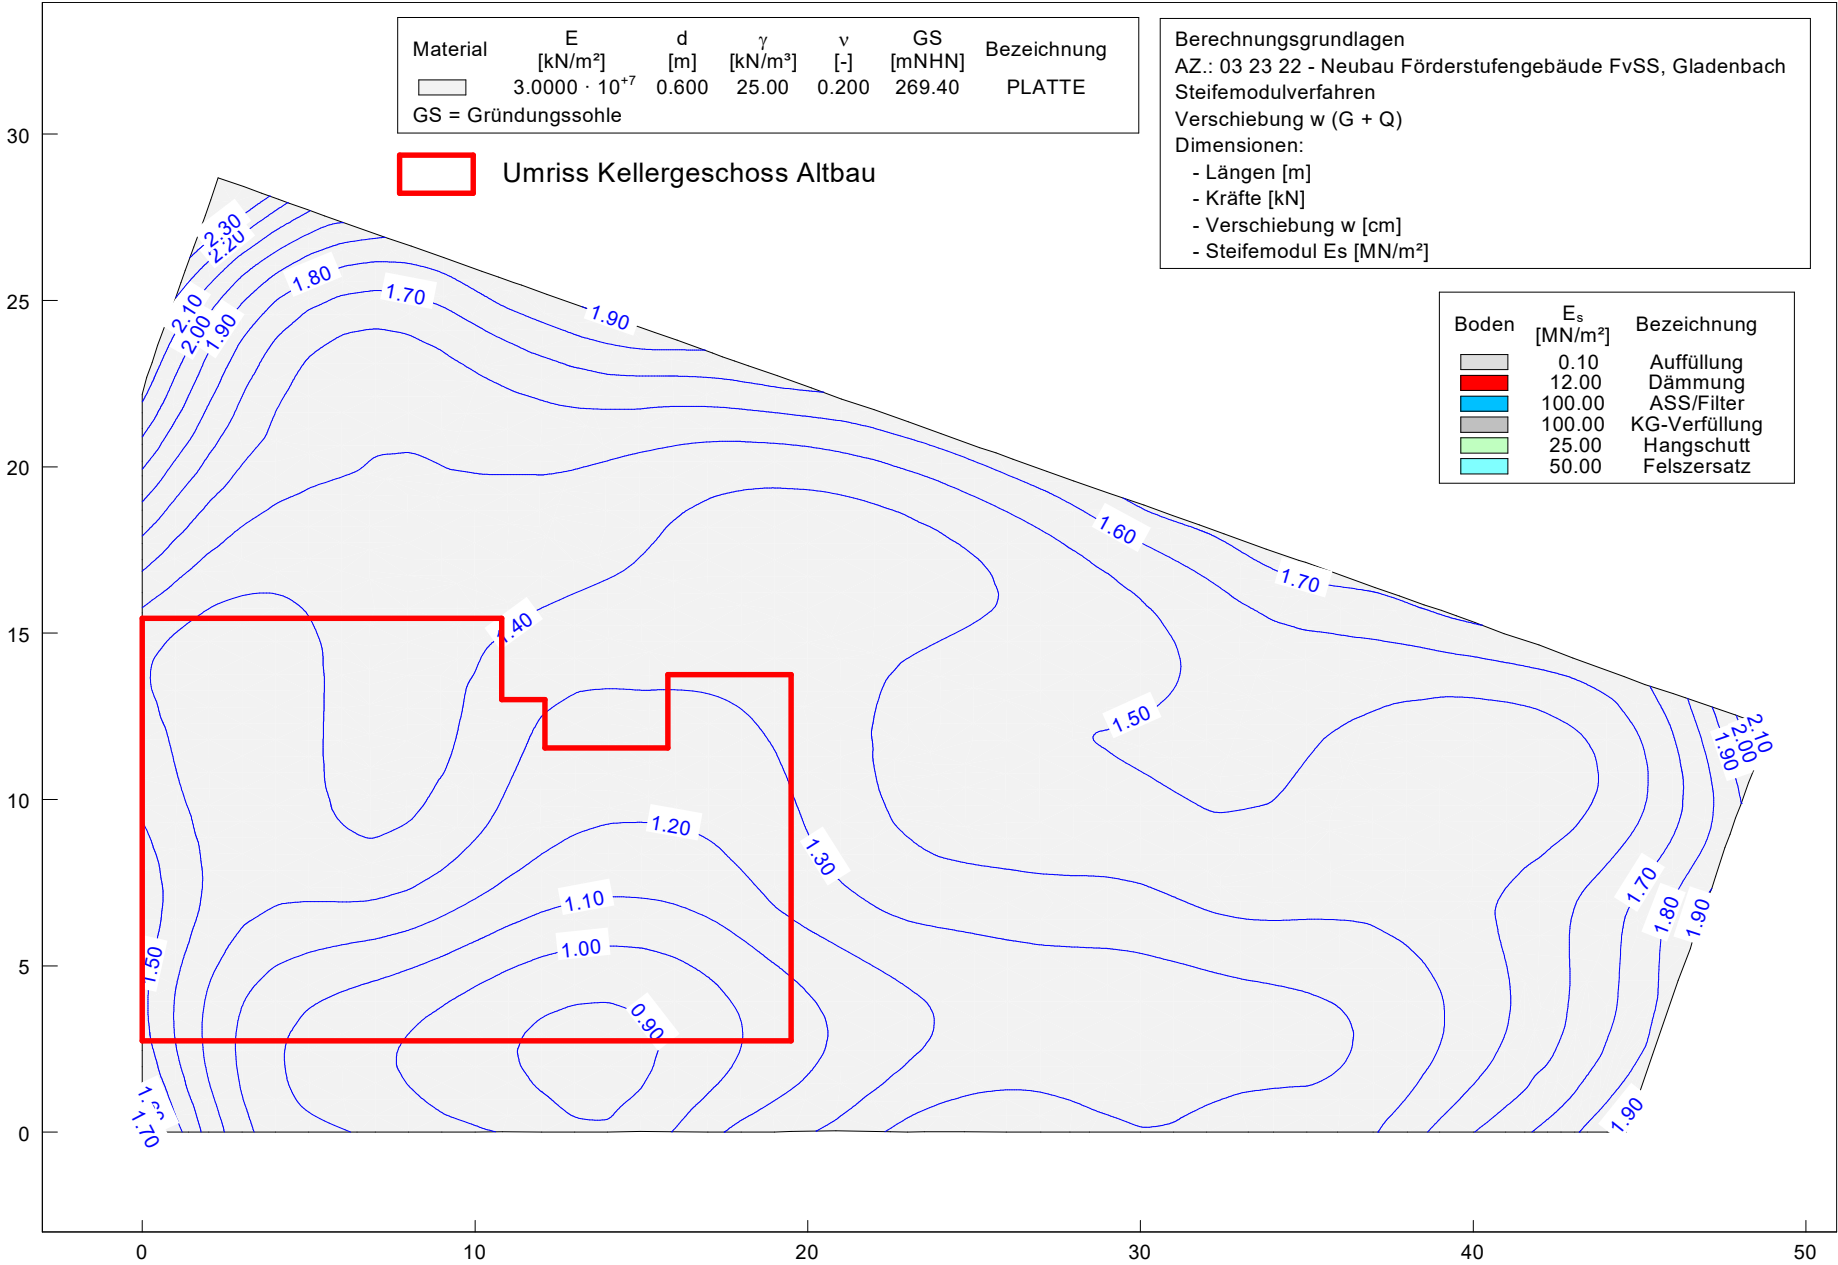 Material E d γ ν GS Bezeichnung
[kN/m²] [m] [kN/m³] [-] [mNHN]
3.0000 · 10⁺⁷ 0.600 25.00 0.200 269.40 PLATTE
GS = Gründungssohle
Umriss Kellergeschoss Altbau
Berechnungsgrundlagen
AZ.: 03 23 22 - Neubau Förderstufengebäude FvSS, Gladenbach
Steifemodulverfahren
Verschiebung w (G + Q)
Dimensionen:
- Längen [m]
- Kräfte [kN]
- Verschiebung w [cm]
- Steifemodul Es [MN/m²]
Boden Eₛ Bezeichnung
[MN/m²]
0.10 Auffüllung
12.00 Dämmung
100.00 ASS/Filter
100.00 KG-Verfüllung
25.00 Hangschutt
50.00 Felszersatz
2.30
2.20
1.80
1.70
2.10
2.00
1.90
1.90
1.60
1.70
1.40
1.50
2.10
2.00
1.90
1.20
1.30
1.10
1.00
0.90
1.50
1.60
1.70
1.70
1.80
1.90
1.90
30
25
20
15
10
5
0
0 10 20 30 40 50